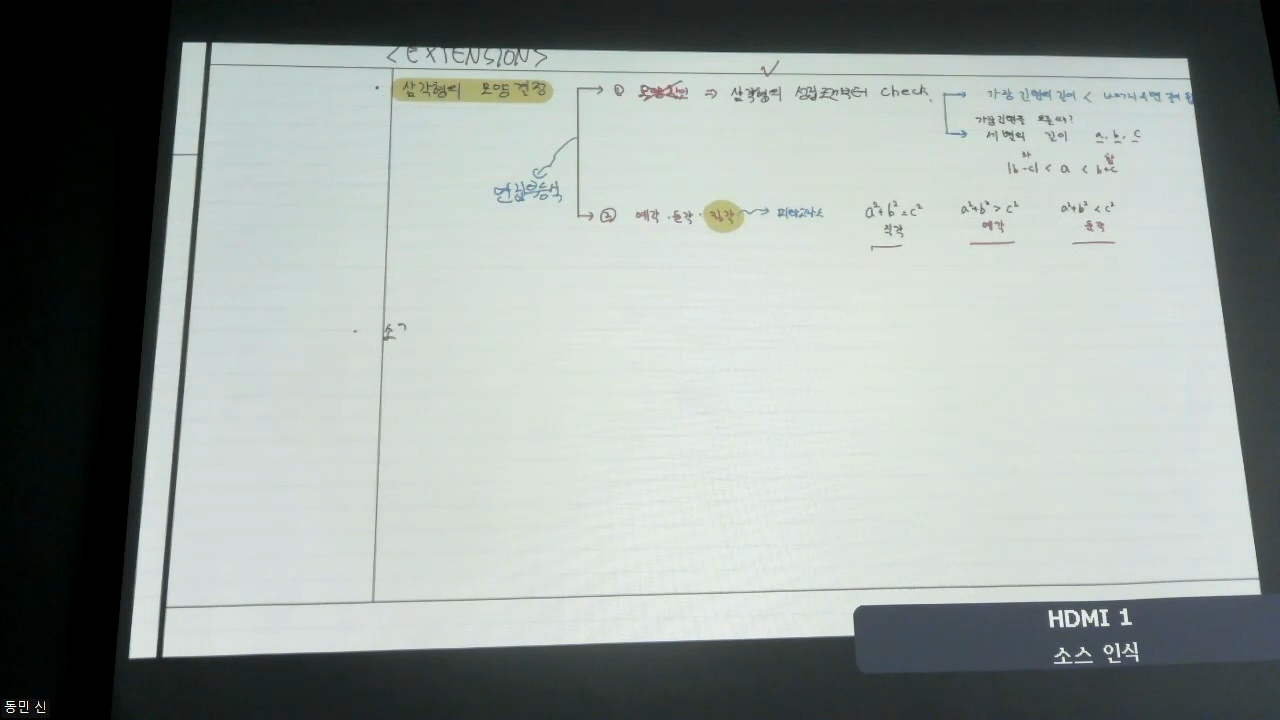 <EXTENSION>
삼각형의 모양결정
① ⇒ 삼각형의 성립조건부터 check.
가장 긴변의 길이 < 나머지 두변 길이 합
가장 긴변을 모를 때?
세 변의 길이 a, b, c
차 합
|b-c| < a < b+c
연립부등식
② 예각·둔각·직각 → 피타고라스
a²+b²=c² a²+b²>c² a²+b²<c²
직각 예각 둔각
HDMI 1
소스 인식
동민 신